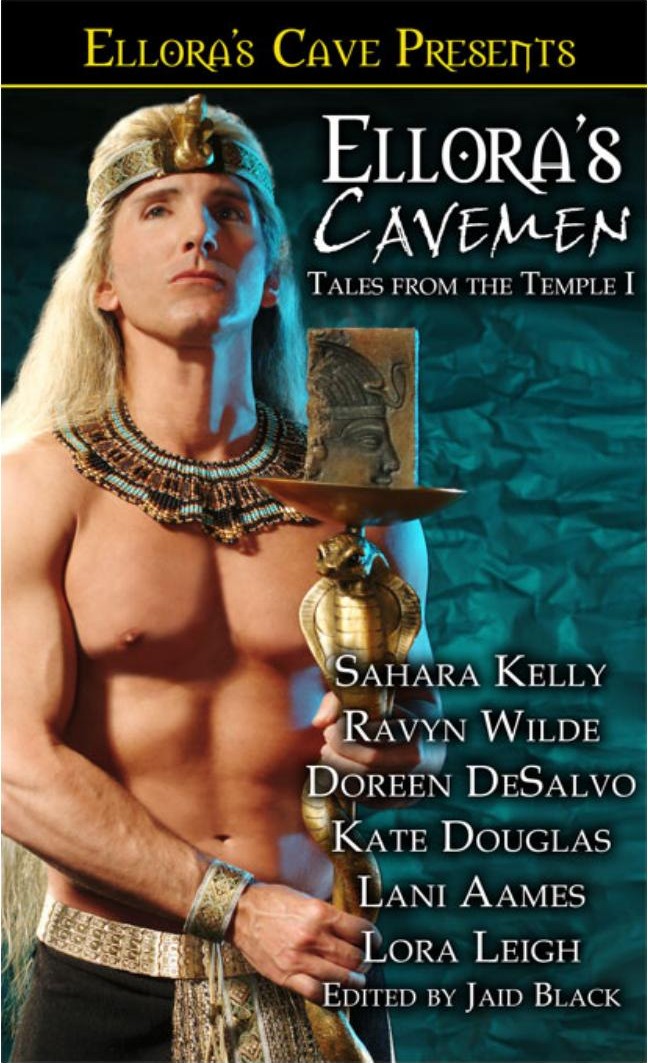 Ellora's Cave Presents
Ellora's
Cavemen
Tales from the Temple I
Sahara Kelly
Ravyn Wilde
Doreen DeSalvo
Kate Douglas
Lani Aames
Lora Leigh
Edited by Jaid Black